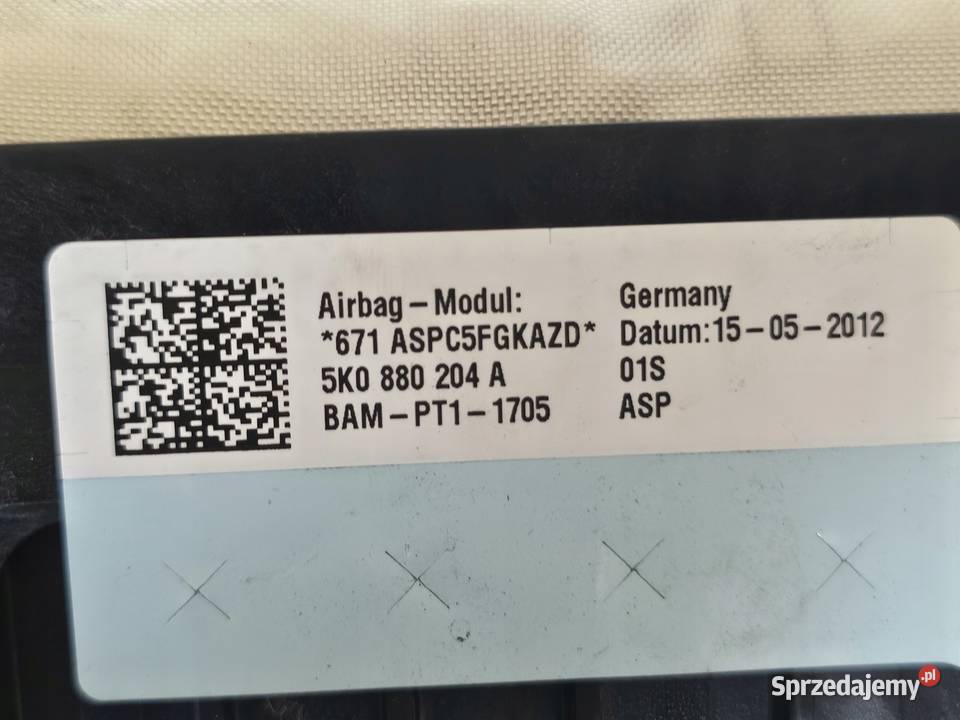 Airbag – Modul:
*671 ASPC5FGKAZD*
5K0 880 204 A
BAM – PT1 – 1705
Germany
Datum: 15 – 05 – 2012
01S
ASP
Sprzedajemy.pl